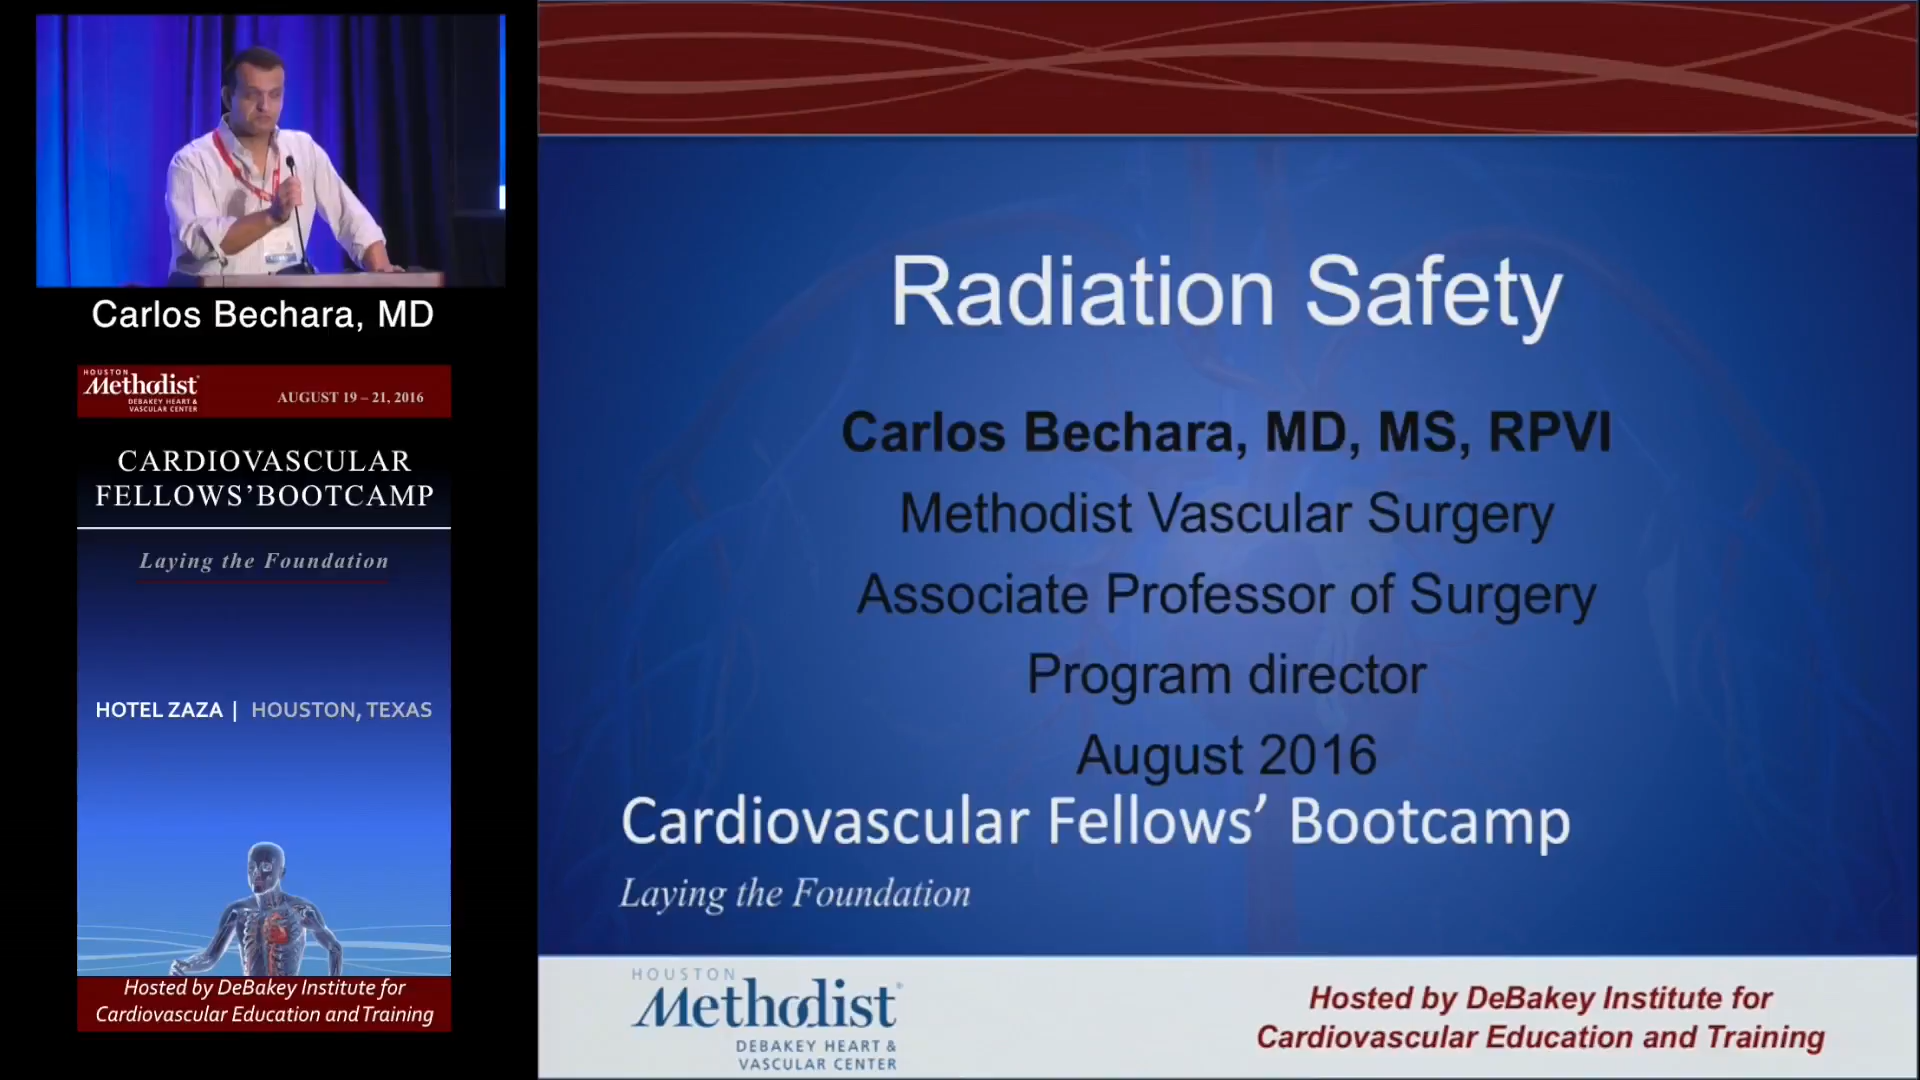 Carlos Bechara, MD
HOUSTON
Methodist
DEBAKEY HEART &
VASCULAR CENTER
AUGUST 19 – 21, 2016
CARDIOVASCULAR
FELLOWS'BOOTCAMP
Laying the Foundation
HOTEL ZAZA | HOUSTON, TEXAS
Hosted by DeBakey Institute for
Cardiovascular Education and Training
Radiation Safety
Carlos Bechara, MD, MS, RPVI
Methodist Vascular Surgery
Associate Professor of Surgery
Program director
August 2016
Cardiovascular Fellows’ Bootcamp
Laying the Foundation
HOUSTON
Methodist
DEBAKEY HEART &
VASCULAR CENTER
Hosted by DeBakey Institute for
Cardiovascular Education and Training